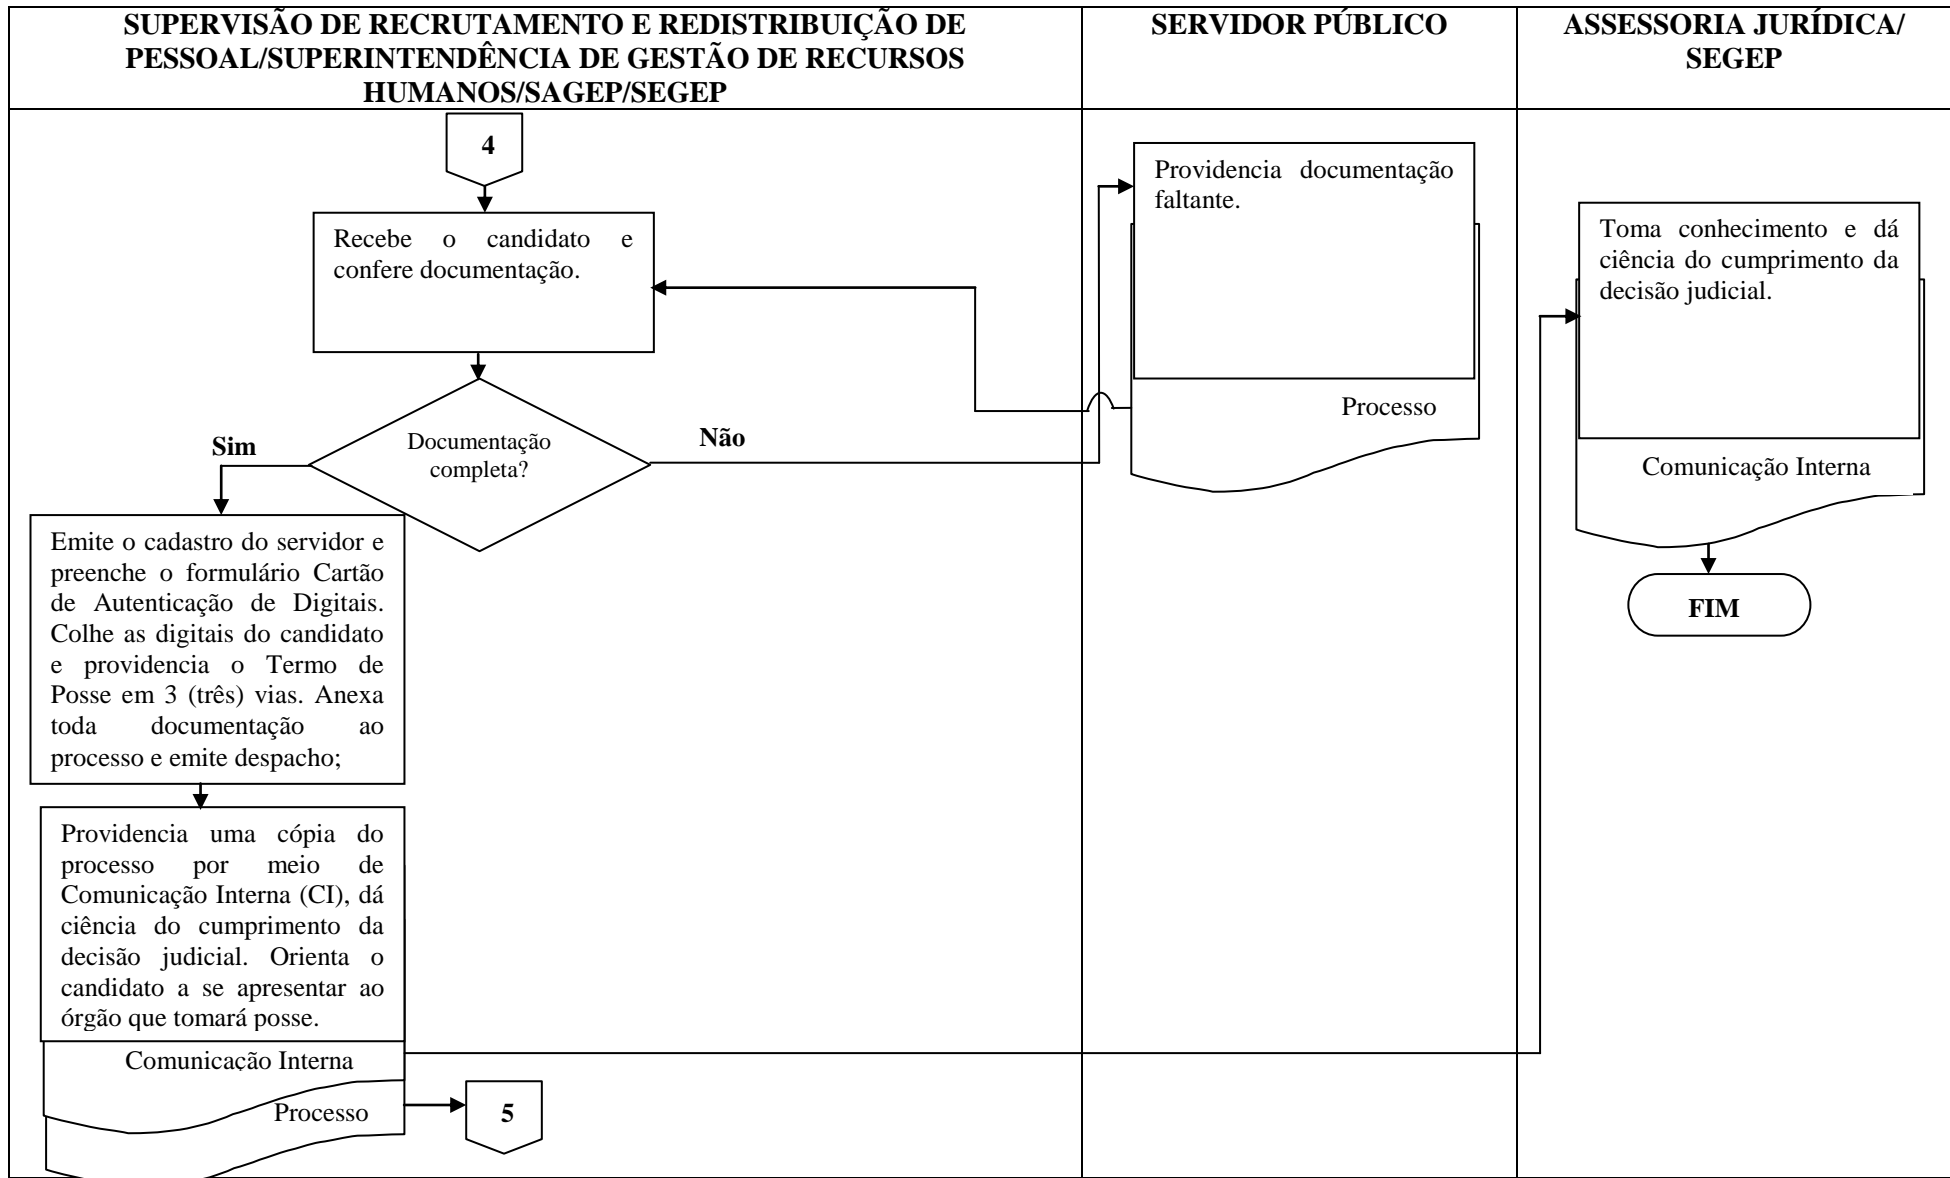 SUPERVISÃO DE RECRUTAMENTO E REDISTRIBUIÇÃO DE
PESSOAL/SUPERINTENDÊNCIA DE GESTÃO DE RECURSOS
HUMANOS/SAGEP/SEGEP
SERVIDOR PÚBLICO
ASSESSORIA JURÍDICA/
SEGEP
4
Recebe o candidato e
confere documentação.
Documentação
completa?
Sim
Não
Emite o cadastro do servidor e
preenche o formulário Cartão
de Autenticação de Digitais.
Colhe as digitais do candidato
e providencia o Termo de
Posse em 3 (três) vias. Anexa
toda documentação ao
processo e emite despacho;
Providencia uma cópia do
processo por meio de
Comunicação Interna (CI), dá
ciência do cumprimento da
decisão judicial. Orienta o
candidato a se apresentar ao
órgão que tomará posse.
Comunicação Interna
Processo
5
Providencia documentação
faltante.
Processo
Toma conhecimento e dá
ciência do cumprimento da
decisão judicial.
Comunicação Interna
FIM